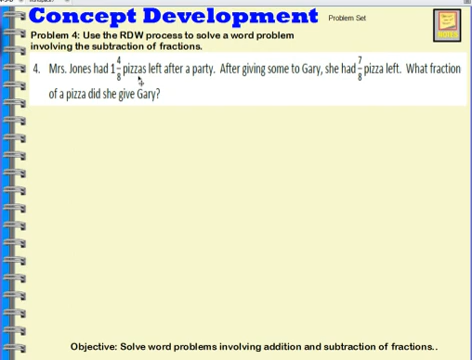 Concept Development Problem Set
NOTES
Problem 4: Use the RDW process to solve a word problem
involving the subtraction of fractions.
4. Mrs. Jones had 1 4/8 pizzas left after a party. After giving some to Gary, she had 7/8 pizza left. What fraction
of a pizza did she give Gary?
Objective: Solve word problems involving addition and subtraction of fractions..